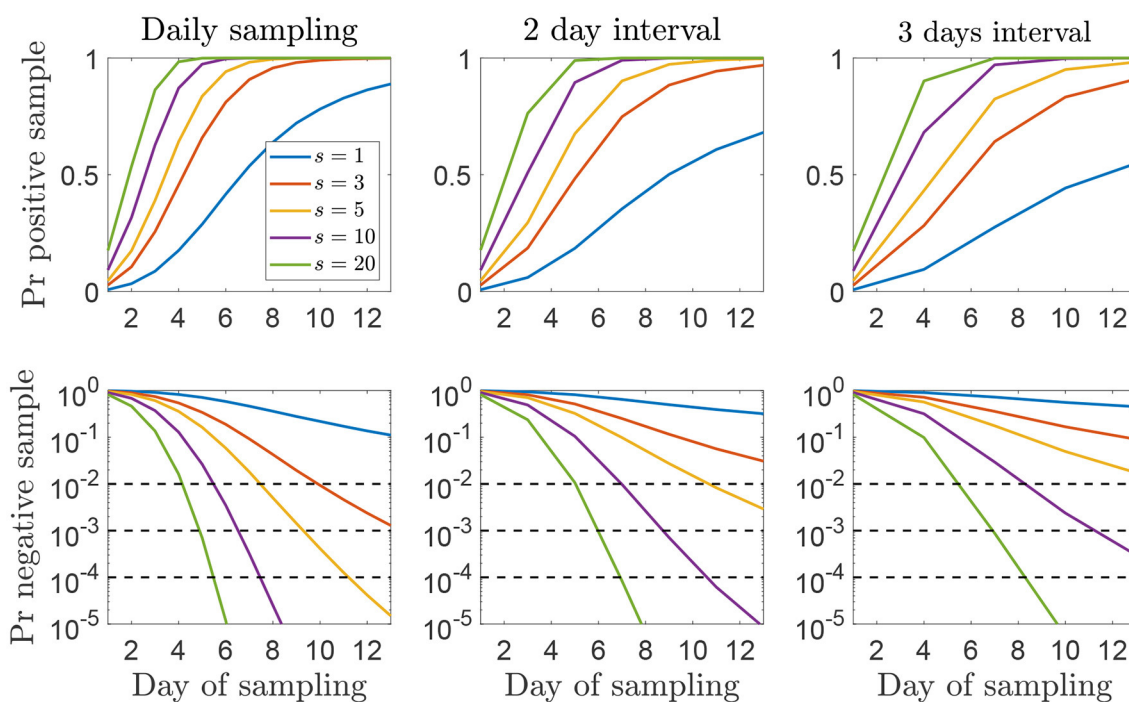 Daily sampling
2 day interval
3 days interval
Pr positive sample
1
0.5
0
2 4 6 8 10 12
s = 1
s = 3
s = 5
s = 10
s = 20
1
0.5
0
2 4 6 8 10 12
1
0.5
0
2 4 6 8 10 12
Pr negative sample
10^0
10^-1
10^-2
10^-3
10^-4
10^-5
2 4 6 8 10 12
Day of sampling
10^0
10^-1
10^-2
10^-3
10^-4
10^-5
2 4 6 8 10 12
Day of sampling
10^0
10^-1
10^-2
10^-3
10^-4
10^-5
2 4 6 8 10 12
Day of sampling